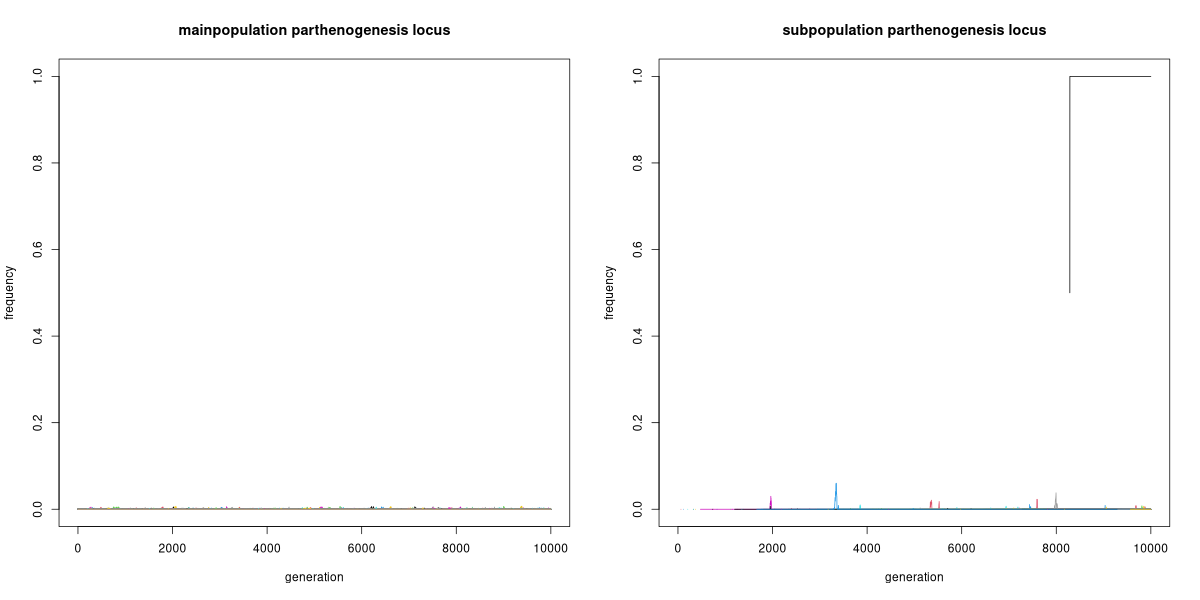 mainpopulation parthenogenesis locus
frequency
1.0
0.8
0.6
0.4
0.2
0.0
0 2000 4000 6000 8000 10000
generation
subpopulation parthenogenesis locus
frequency
1.0
0.8
0.6
0.4
0.2
0.0
0 2000 4000 6000 8000 10000
generation